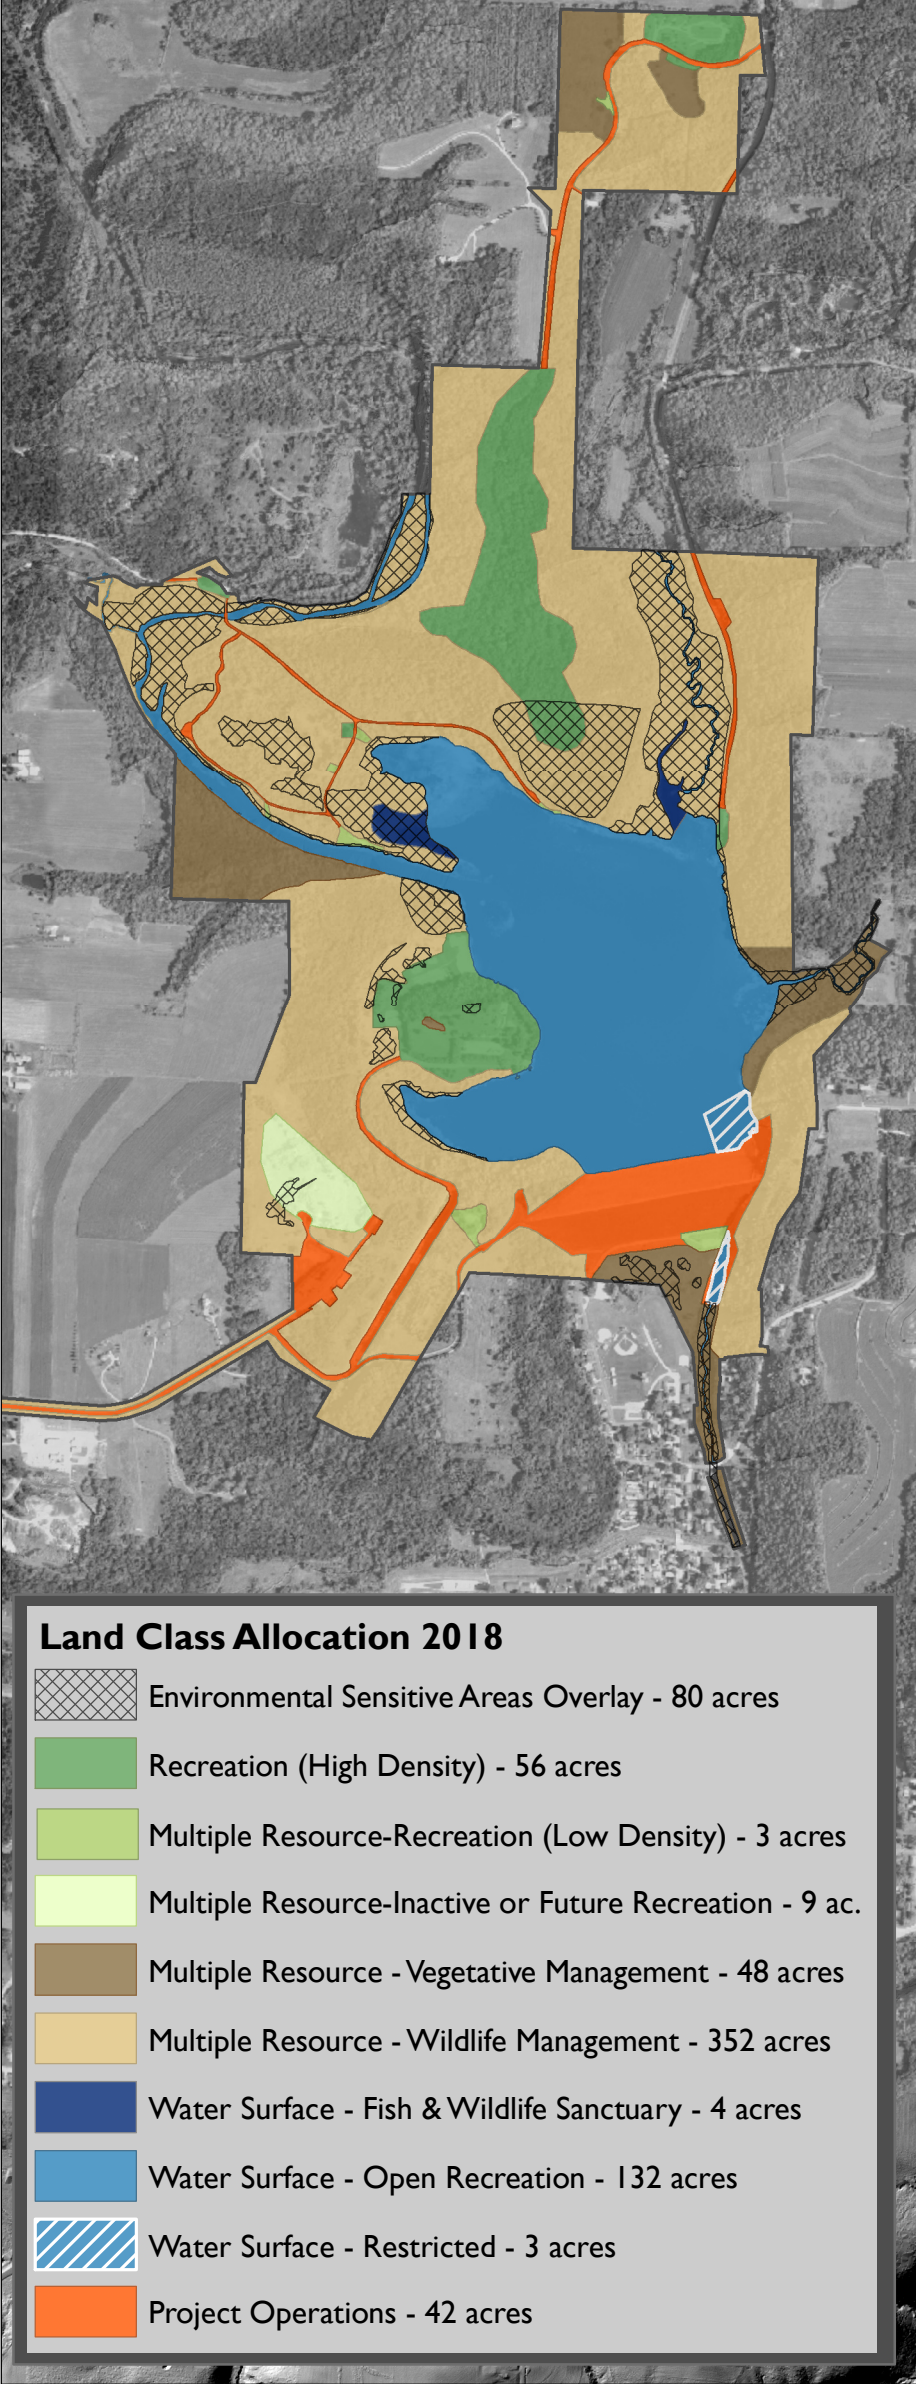 Land Class Allocation 2018
Environmental Sensitive Areas Overlay - 80 acres
Recreation (High Density) - 56 acres
Multiple Resource-Recreation (Low Density) - 3 acres
Multiple Resource-Inactive or Future Recreation - 9 ac.
Multiple Resource - Vegetative Management - 48 acres
Multiple Resource - Wildlife Management - 352 acres
Water Surface - Fish & Wildlife Sanctuary - 4 acres
Water Surface - Open Recreation - 132 acres
Water Surface - Restricted - 3 acres
Project Operations - 42 acres